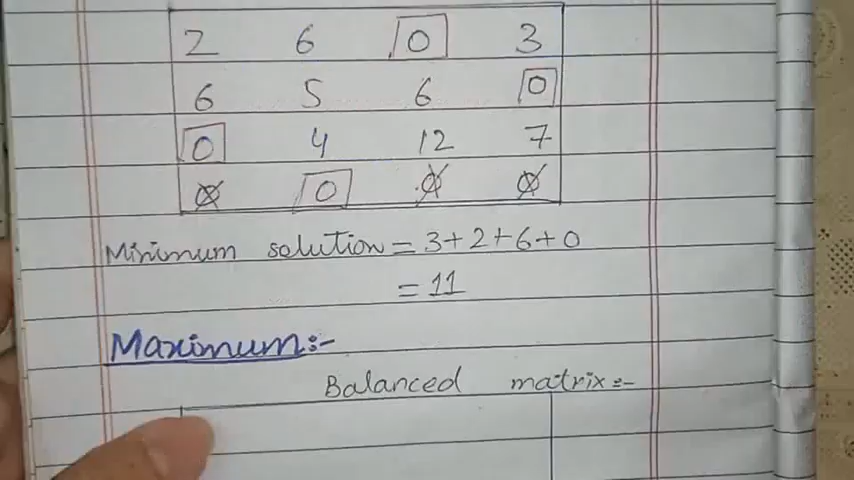 2 6 0 3
6 5 6 0
0 4 12 7
0 0 0 0
Minimum solution = 3+2+6+0
= 11
Maximum:-
Balanced matrix:-